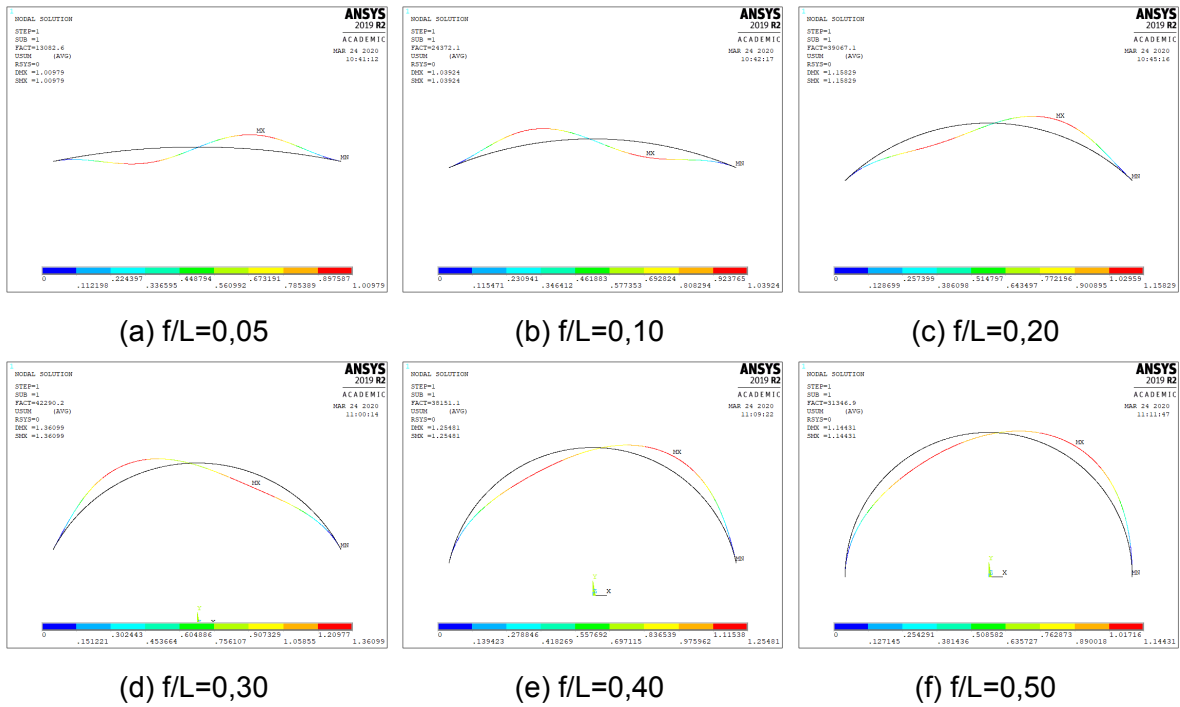 1
NODAL SOLUTION
STEP=1
SUB =1
FACT=13082.6
USUM (AVG)
RSYS=0
DMX =1.00979
SMX =1.00979
ANSYS
2019 R2
ACADEMIC
MAR 24 2020
10:41:12
MX
MN
0 .224397 .448794 .673191 .897587
.112198 .336595 .560992 .785389 1.00979
(a) f/L=0,05
NODAL SOLUTION
STEP=1
SUB =1
FACT=24372.1
USUM (AVG)
RSYS=0
DMX =1.03924
SMX =1.03924
ANSYS
2019 R2
ACADEMIC
MAR 24 2020
10:42:17
MX
MN
0 .230941 .461883 .692824 .923765
.115471 .346412 .577353 .808294 1.03924
(b) f/L=0,10
1
NODAL SOLUTION
STEP=1
SUB =1
FACT=39067.1
USUM (AVG)
RSYS=0
DMX =1.15829
SMX =1.15829
ANSYS
2019 R2
ACADEMIC
MAR 24 2020
10:45:16
MX
MN
0 .257399 .514797 .772196 1.02959
.128699 .386098 .643497 .900895 1.15829
(c) f/L=0,20
1
NODAL SOLUTION
STEP=1
SUB =1
FACT=42290.2
USUM (AVG)
RSYS=0
DMX =1.36099
SMX =1.36099
ANSYS
2019 R2
ACADEMIC
MAR 24 2020
11:00:14
MX
MN
Y
0 .302443 .604886 .907329 1.20977
.151221 .453664 .756107 1.05855 1.36099
(d) f/L=0,30
1
NODAL SOLUTION
STEP=1
SUB =1
FACT=38151.1
USUM (AVG)
RSYS=0
DMX =1.25481
SMX =1.25481
ANSYS
2019 R2
ACADEMIC
MAR 24 2020
11:09:22
MX
MN
Y
X
0 .278846 .557692 .836539 1.11538
.139423 .418269 .697115 .975962 1.25481
(e) f/L=0,40
1
NODAL SOLUTION
STEP=1
SUB =1
FACT=31346.9
USUM (AVG)
RSYS=0
DMX =1.14431
SMX =1.14431
ANSYS
2019 R2
ACADEMIC
MAR 24 2020
11:11:47
MX
MN
Y
X
0 .254291 .508582 .762873 1.01716
.127145 .381436 .635727 .890018 1.14431
(f) f/L=0,50